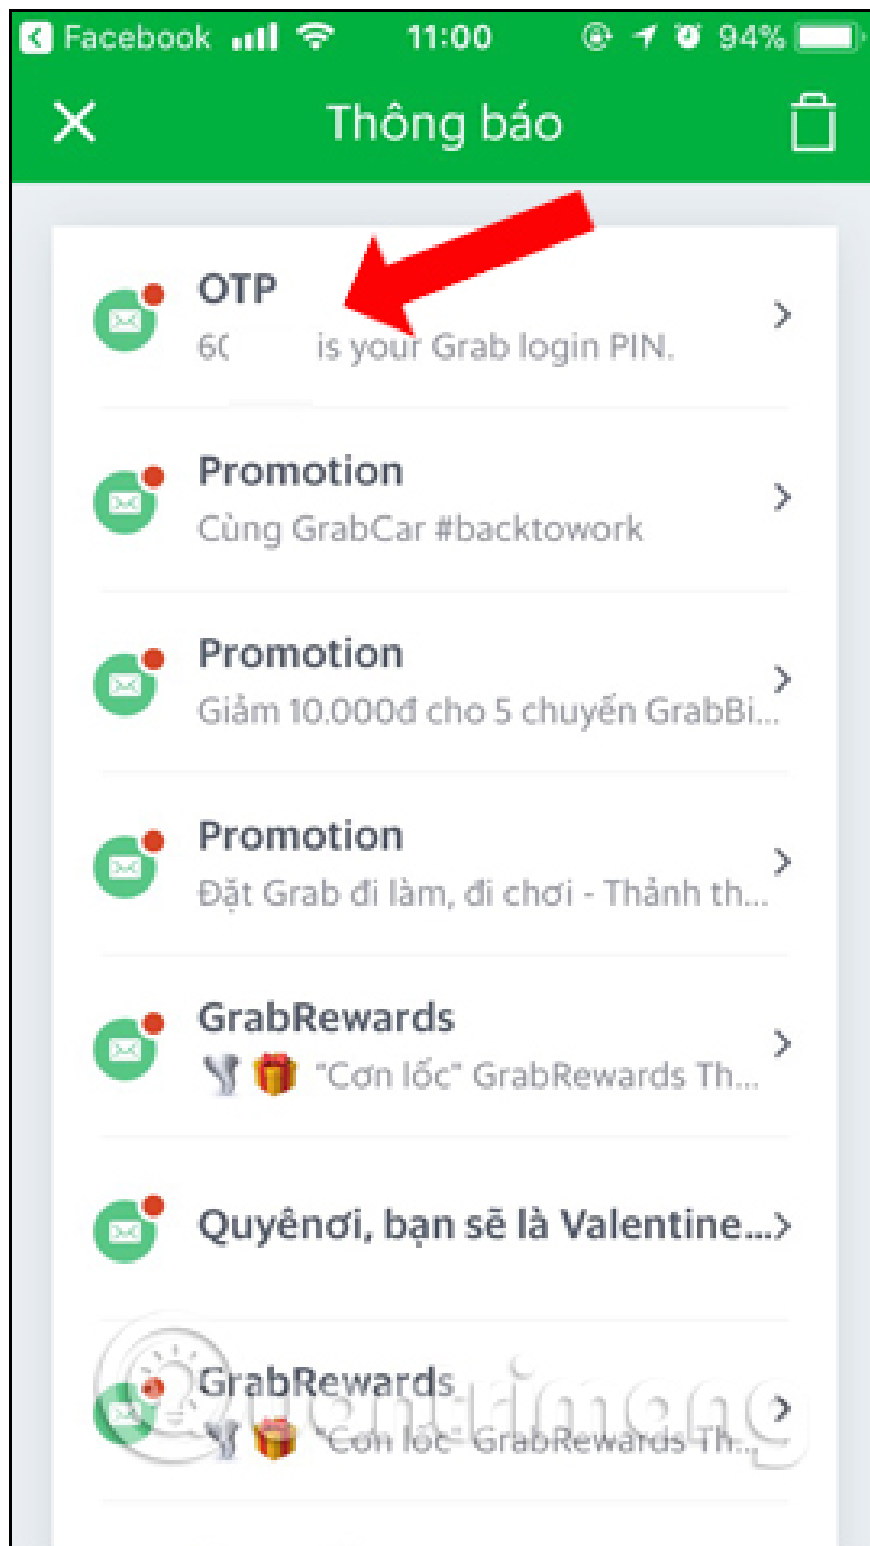 Facebook 11:00 94%
Thông báo
OTP
60 is your Grab login PIN.
Promotion
Cùng GrabCar #backtowork
Promotion
Giảm 10.000đ cho 5 chuyến GrabBi...
Promotion
Đặt Grab đi làm, đi chơi - Thảnh th...
GrabRewards
"Cơn lốc" GrabRewards Th...
Quyênơi, bạn sẽ là Valentine...
GrabRewards
"Cơn lốc" GrabRewards Th...
Quantrimang